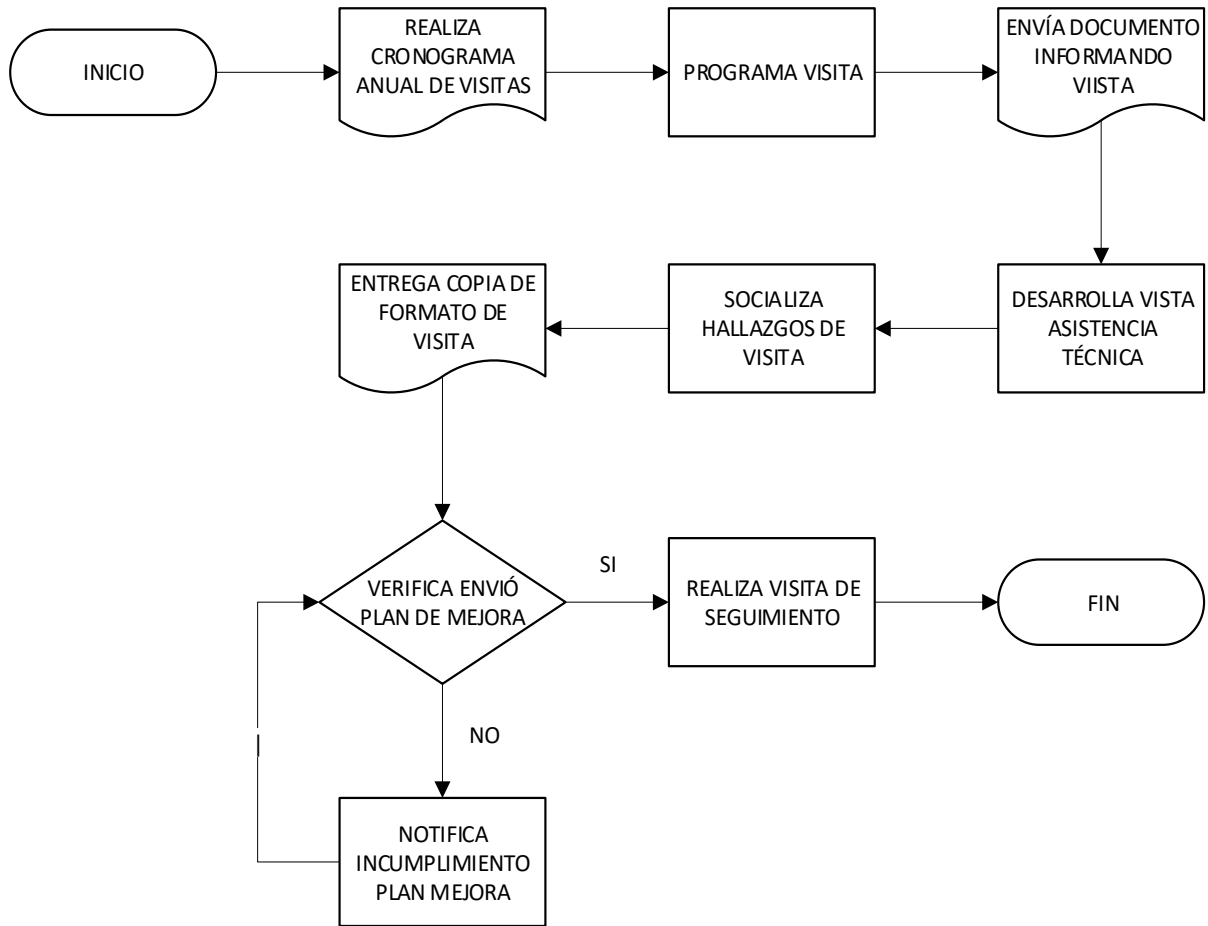 INICIO
REALIZA
CRONOGRAMA
ANUAL DE VISITAS
PROGRAMA VISITA
ENVÍA DOCUMENTO
INFORMANDO
VIISTA
DESARROLLA VISTA
ASISTENCIA
TÉCNICA
SOCIALIZA
HALLAZGOS DE
VISITA
ENTREGA COPIA DE
FORMATO DE
VISITA
VERIFICA ENVIÓ
PLAN DE MEJORA
SI
REALIZA VISITA DE
SEGUIMIENTO
FIN
NO
NOTIFICA
INCUMPLIMIENTO
PLAN MEJORA